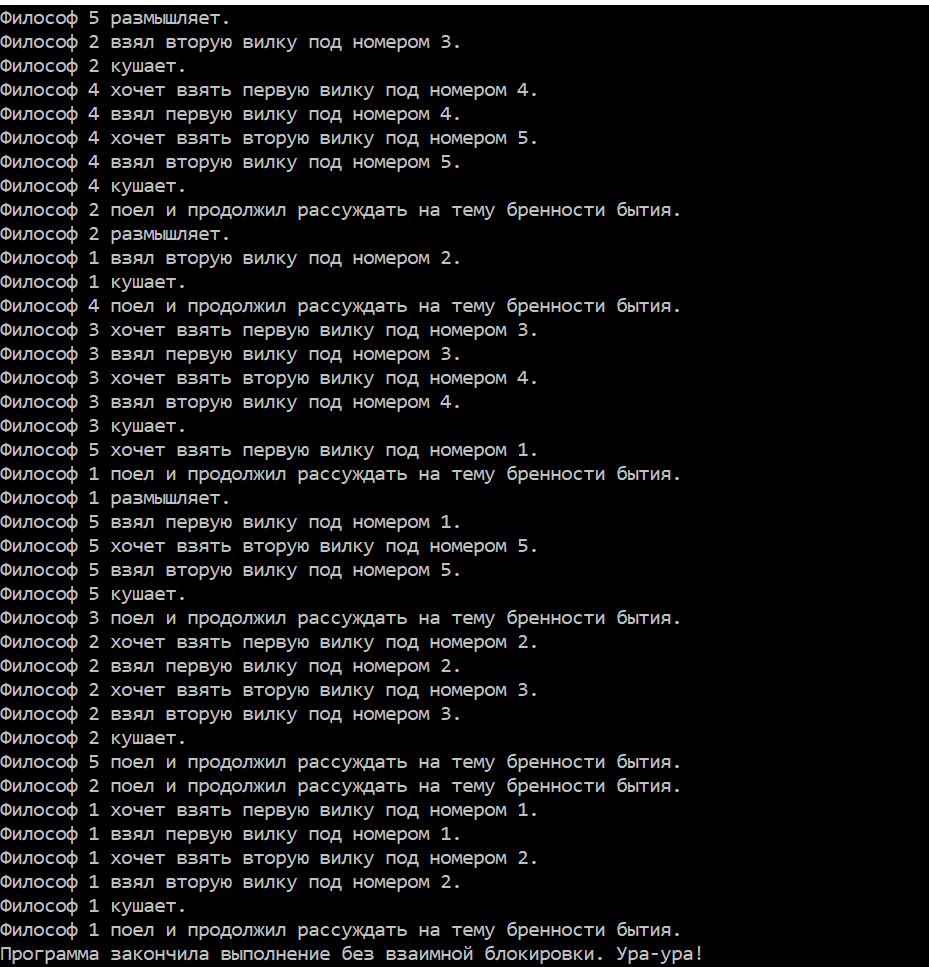 Философ 5 размышляет.
Философ 2 взял вторую вилку под номером 3.
Философ 2 кушает.
Философ 4 хочет взять первую вилку под номером 4.
Философ 4 взял первую вилку под номером 4.
Философ 4 хочет взять вторую вилку под номером 5.
Философ 4 взял вторую вилку под номером 5.
Философ 4 кушает.
Философ 2 поел и продолжил рассуждать на тему бренности бытия.
Философ 2 размышляет.
Философ 1 взял вторую вилку под номером 2.
Философ 1 кушает.
Философ 4 поел и продолжил рассуждать на тему бренности бытия.
Философ 3 хочет взять первую вилку под номером 3.
Философ 3 взял первую вилку под номером 3.
Философ 3 хочет взять вторую вилку под номером 4.
Философ 3 взял вторую вилку под номером 4.
Философ 3 кушает.
Философ 5 хочет взять первую вилку под номером 1.
Философ 1 поел и продолжил рассуждать на тему бренности бытия.
Философ 1 размышляет.
Философ 5 взял первую вилку под номером 1.
Философ 5 хочет взять вторую вилку под номером 5.
Философ 5 взял вторую вилку под номером 5.
Философ 5 кушает.
Философ 3 поел и продолжил рассуждать на тему бренности бытия.
Философ 2 хочет взять первую вилку под номером 2.
Философ 2 взял первую вилку под номером 2.
Философ 2 хочет взять вторую вилку под номером 3.
Философ 2 взял вторую вилку под номером 3.
Философ 2 кушает.
Философ 5 поел и продолжил рассуждать на тему бренности бытия.
Философ 2 поел и продолжил рассуждать на тему бренности бытия.
Философ 1 хочет взять первую вилку под номером 1.
Философ 1 взял первую вилку под номером 1.
Философ 1 хочет взять вторую вилку под номером 2.
Философ 1 взял вторую вилку под номером 2.
Философ 1 кушает.
Философ 1 поел и продолжил рассуждать на тему бренности бытия.
Программа закончила выполнение без взаимной блокировки. Ура-ура!